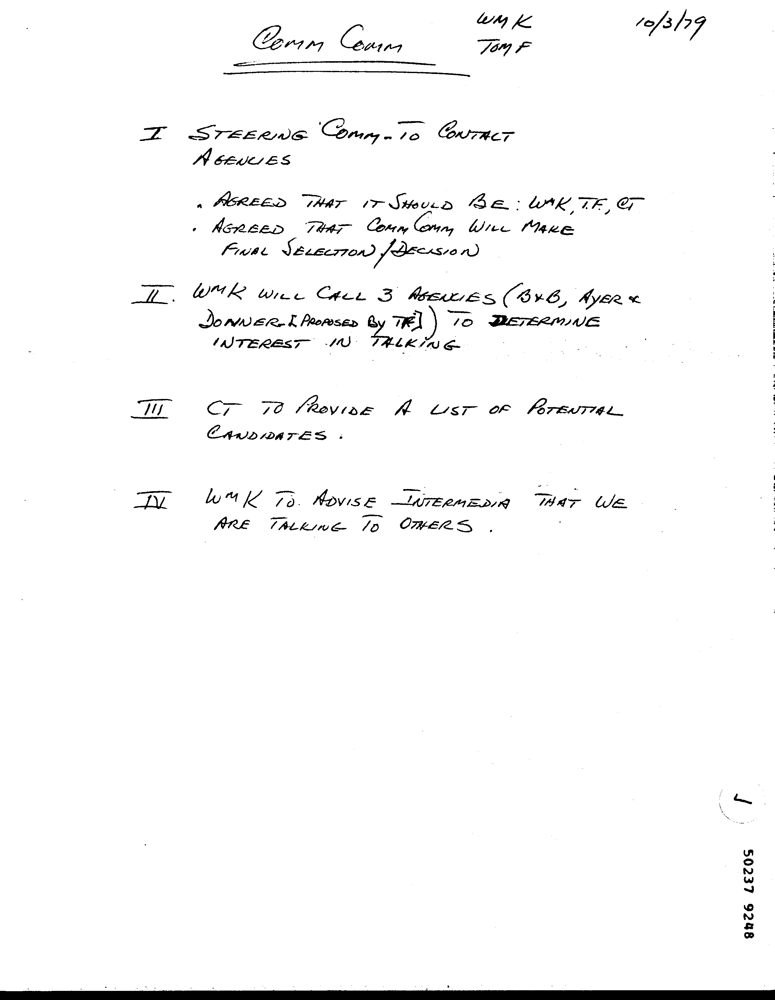 Comm Comm
WMK
TOM F
10/3/79
I STEERING COMM - TO CONTACT
AGENCIES
. AGREED THAT IT SHOULD BE: WMK, T.F., CT
. AGREED THAT COMM COMM WILL MAKE
FINAL SELECTION/DECISION
II. WMK WILL CALL 3 AGENCIES (B&B, AYER &
DONNER [PROPOSED BY TF]) TO DETERMINE
INTEREST IN TALKING
III CT TO PROVIDE A LIST OF POTENTIAL
CANDIDATES.
IV WMK TO ADVISE INTERMEDIA THAT WE
ARE TALKING TO OTHERS.
50237 9248